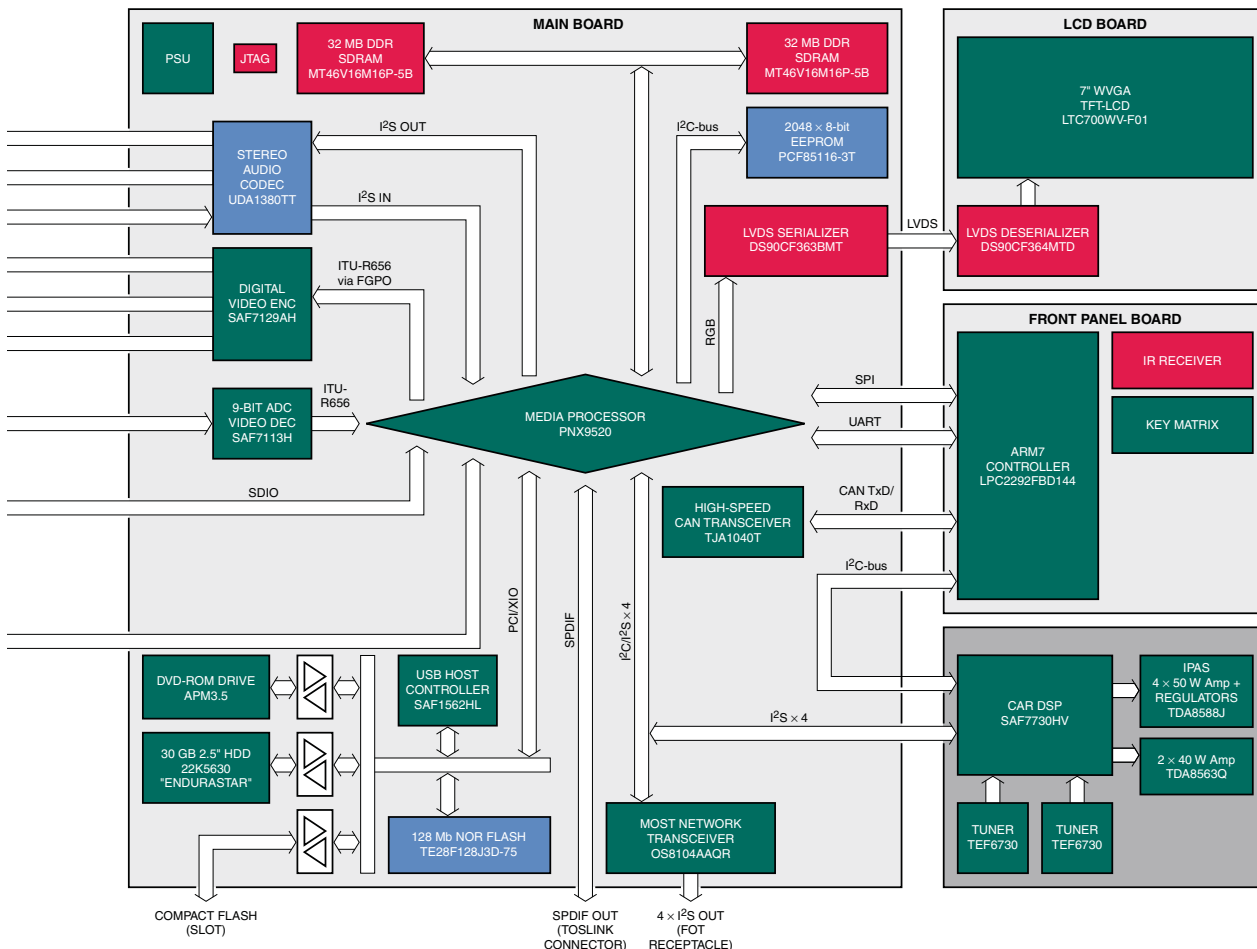 MAIN BOARD
LCD BOARD
PSU
JTAG
32 MB DDR
SDRAM
MT46V16M16P-5B
32 MB DDR
SDRAM
MT46V16M16P-5B
7" WVGA
TFT-LCD
LTC700WV-F01
I²S OUT
I²C-bus
STEREO
AUDIO
CODEC
UDA1380TT
2048 × 8-bit
EEPROM
PCF85116-3T
I²S IN
LVDS SERIALIZER
DS90CF363BMT
LVDS
LVDS DESERIALIZER
DS90CF364MTD
ITU-R656
via FGPO
DIGITAL
VIDEO ENC
SAF7129AH
RGB
FRONT PANEL BOARD
IR RECEIVER
KEY MATRIX
ITU-
R656
9-BIT ADC
VIDEO DEC
SAF7113H
MEDIA PROCESSOR
PNX9520
SPI
UART
ARM7
CONTROLLER
LPC2292FBD144
SDIO
HIGH-SPEED
CAN TRANSCEIVER
TJA1040T
CAN TxD/
RxD
I²C-bus
PCI/XIO
SPDIF
I²C/I²S × 4
DVD-ROM DRIVE
APM3.5
USB HOST
CONTROLLER
SAF1562HL
CAR DSP
SAF7730HV
IPAS
4 × 50 W Amp +
REGULATORS
TDA8588J
I²S × 4
30 GB 2.5" HDD
22K5630
"ENDURASTAR"
2 × 40 W Amp
TDA8563Q
128 Mb NOR FLASH
TE28F128J3D-75
MOST NETWORK
TRANSCEIVER
OS8104AAQR
TUNER
TEF6730
TUNER
TEF6730
COMPACT FLASH
(SLOT)
SPDIF OUT
(TOSLINK
CONNECTOR)
4 × I²S OUT
(FOT
RECEPTACLE)